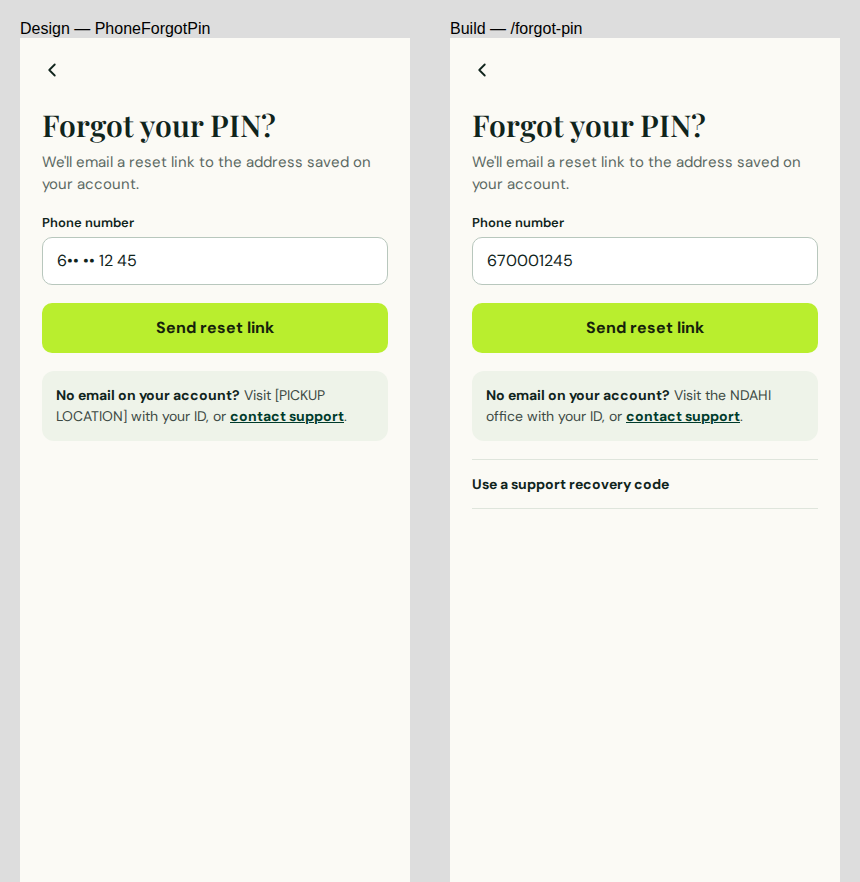 Design — PhoneForgotPin
Forgot your PIN?
We'll email a reset link to the address saved on
your account.
Phone number
6•• •• 12 45
Send reset link
No email on your account? Visit [PICKUP
LOCATION] with your ID, or contact support.
Build — /forgot-pin
Forgot your PIN?
We'll email a reset link to the address saved on
your account.
Phone number
670001245
Send reset link
No email on your account? Visit the NDAHI
office with your ID, or contact support.
Use a support recovery code